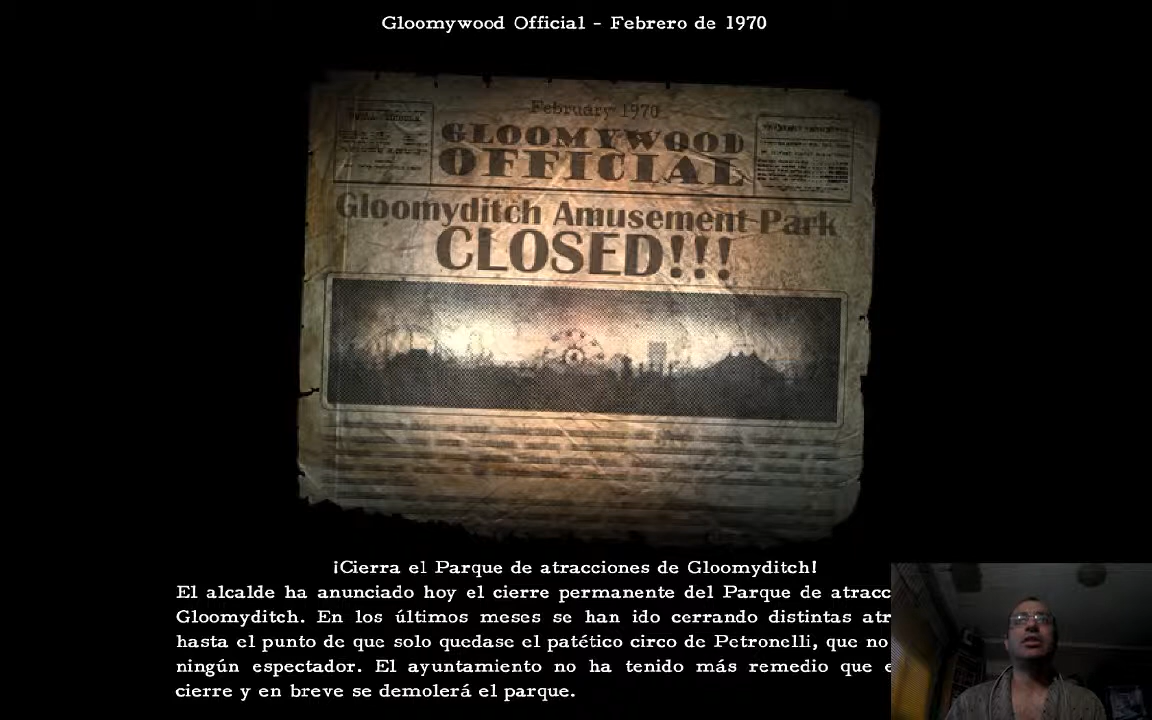 Gloomywood Official - Febrero de 1970
February 1970
GLOOMYWOOD
OFFICIAL
Gloomyditch Amusement Park
CLOSED!!!
¡Cierra el Parque de atracciones de Gloomyditch!
El alcalde ha anunciado hoy el cierre permanente del Parque de atracc
Gloomyditch. En los últimos meses se han ido cerrando distintas atr
hasta el punto de que solo quedase el patético circo de Petronelli, que no
ningún espectador. El ayuntamiento no ha tenido más remedio que e
cierre y en breve se demolerá el parque.